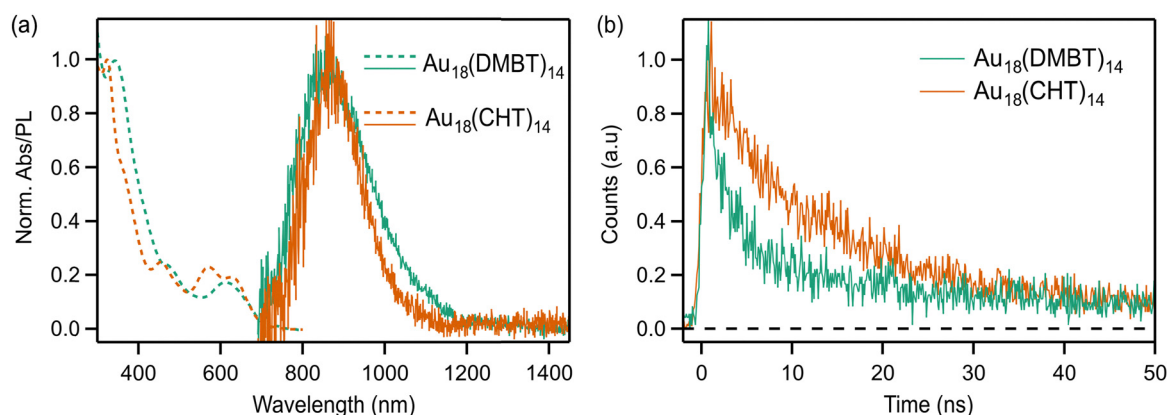 (a)
Norm. Abs/PL
1.0
0.8
0.6
0.4
0.2
0.0
Au18(DMBT)14
Au18(CHT)14
400 600 800 1000 1200 1400
Wavelength (nm)
(b)
Counts (a.u)
1.0
0.8
0.6
0.4
0.2
0.0
Au18(DMBT)14
Au18(CHT)14
0 10 20 30 40 50
Time (ns)